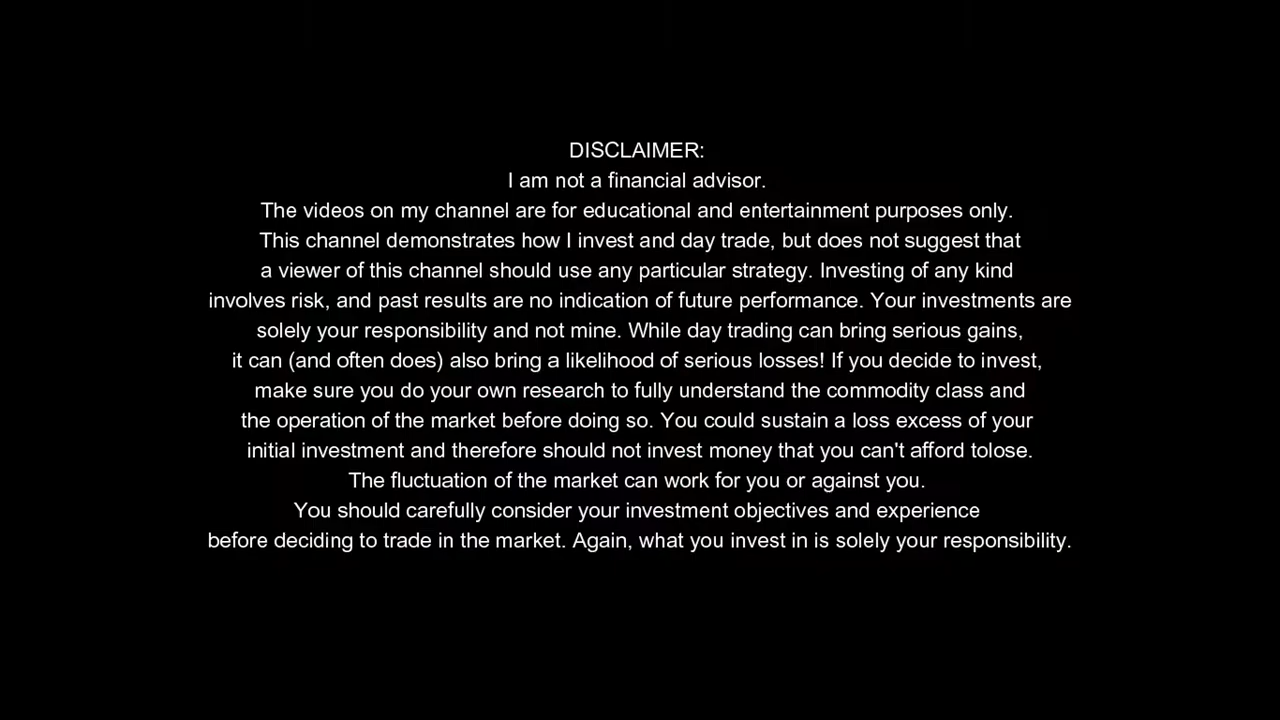 DISCLAIMER:
I am not a financial advisor.
The videos on my channel are for educational and entertainment purposes only.
This channel demonstrates how I invest and day trade, but does not suggest that
a viewer of this channel should use any particular strategy. Investing of any kind
involves risk, and past results are no indication of future performance. Your investments are
solely your responsibility and not mine. While day trading can bring serious gains,
it can (and often does) also bring a likelihood of serious losses! If you decide to invest,
make sure you do your own research to fully understand the commodity class and
the operation of the market before doing so. You could sustain a loss excess of your
initial investment and therefore should not invest money that you can't afford tolose.
The fluctuation of the market can work for you or against you.
You should carefully consider your investment objectives and experience
before deciding to trade in the market. Again, what you invest in is solely your responsibility.